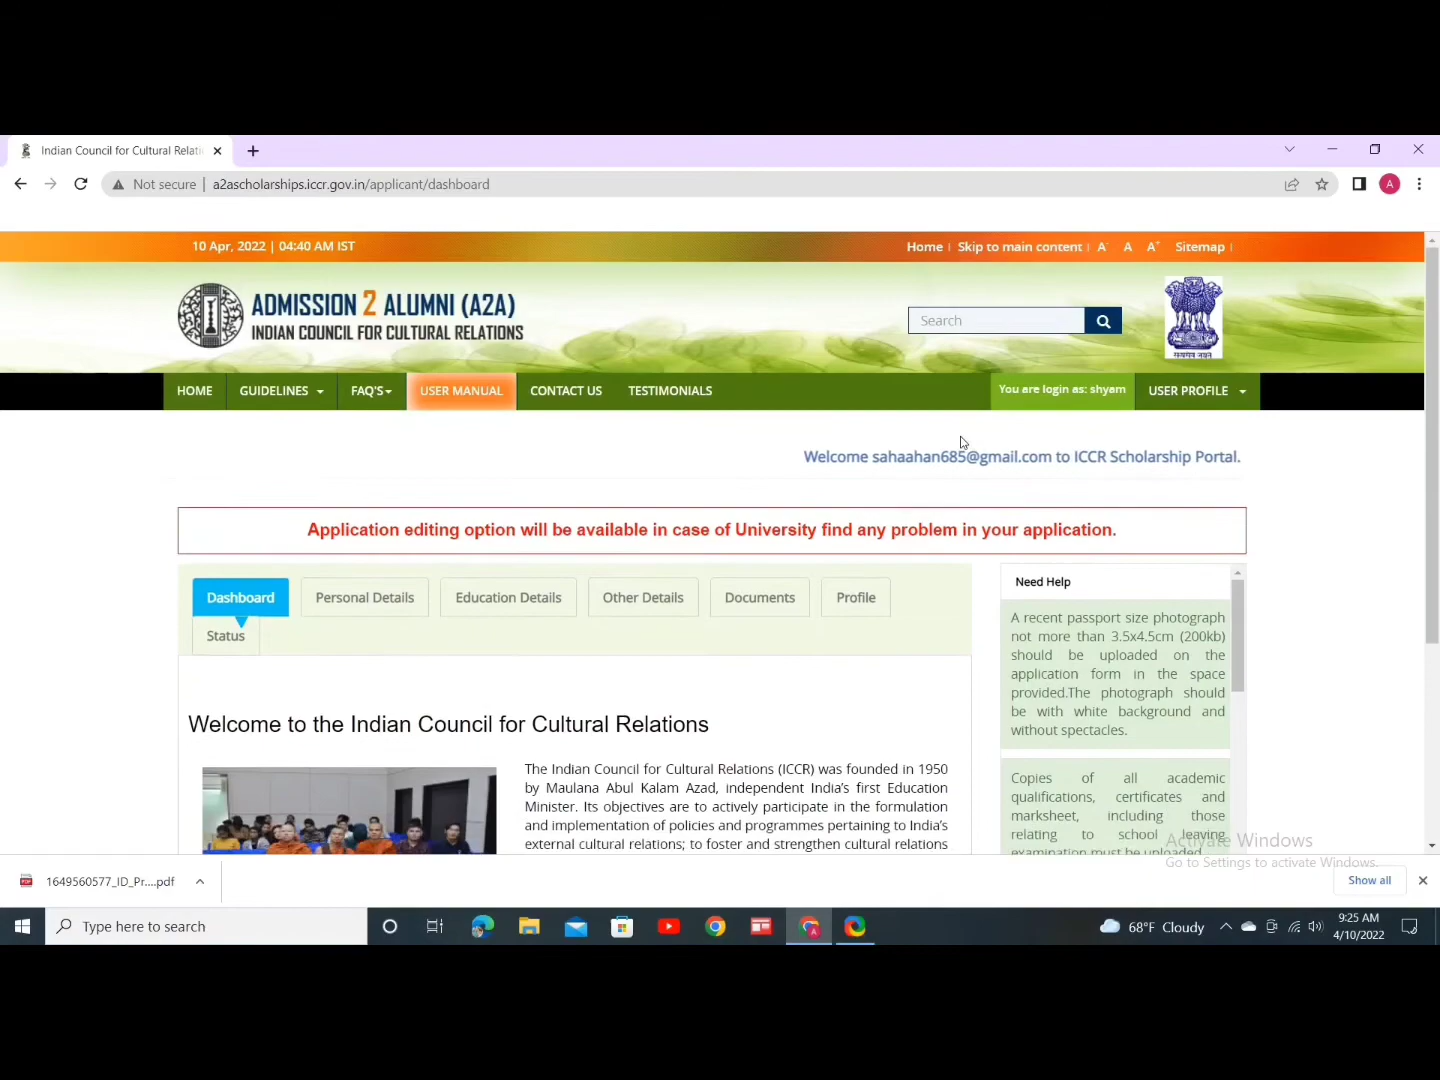 Indian Council for Cultural Relati
Not secure | a2ascholarships.iccr.gov.in/applicant/dashboard
A
10 Apr, 2022 | 04:40 AM IST
Home | Skip to main content | A- A A+ Sitemap |
ADMISSION 2 ALUMNI (A2A)
INDIAN COUNCIL FOR CULTURAL RELATIONS
Search
सत्यमेव जयते
HOME GUIDELINES FAQ'S USER MANUAL CONTACT US TESTIMONIALS You are login as: shyam USER PROFILE
Welcome sahaahan685@gmail.com to ICCR Scholarship Portal.
Application editing option will be available in case of University find any problem in your application.
Dashboard Personal Details Education Details Other Details Documents Profile
Status
Welcome to the Indian Council for Cultural Relations
The Indian Council for Cultural Relations (ICCR) was founded in 1950
by Maulana Abul Kalam Azad, independent India's first Education
Minister. Its objectives are to actively participate in the formulation
and implementation of policies and programmes pertaining to India's
external cultural relations; to foster and strengthen cultural relations
Need Help
A recent passport size photograph
not more than 3.5x4.5cm (200kb)
should be uploaded on the
application form in the space
provided.The photograph should
be with white background and
without spectacles.
Copies of all academic
qualifications, certificates and
marksheet, including those
relating to school leaving
examination must be uploaded
Activate Windows
Go to Settings to activate Windows.
1649560577_ID_Pr....pdf
Show all
Type here to search
A
68°F Cloudy
9:25 AM
4/10/2022